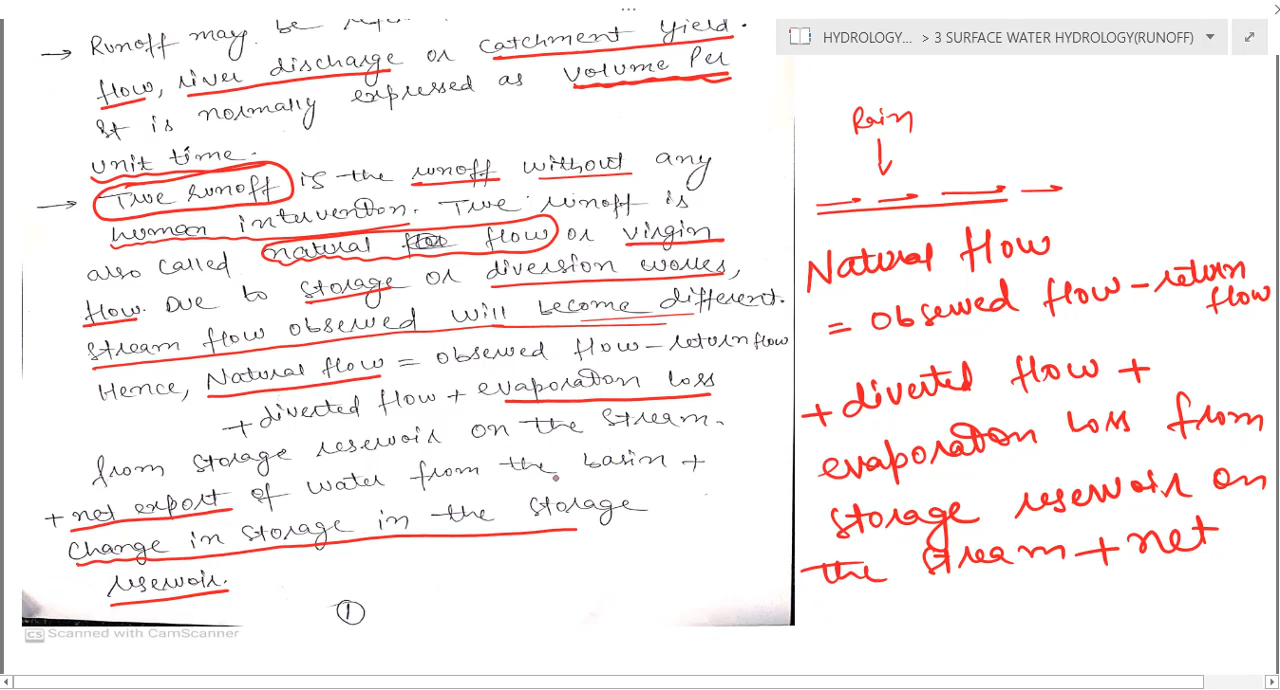 HYDROLOGY... > 3 SURFACE WATER HYDROLOGY(RUNOFF)
→ Runoff may be
flow, river discharge or catchment yield.
It is normally expressed as volume per
unit time.
→ True runoff is the runoff without any
human intervention. True runoff is
also called natural flow or virgin
flow. Due to storage or diversion works,
stream flow observed will become different.
Hence, Natural flow = observed flow - return flow
+ diverted flow + evaporation loss
from storage reservoir on the stream.
+ net export of water from the basin +
change in storage in the storage
reservoir.
1
CS Scanned with CamScanner
Rain
Natural flow
= observed flow - return flow
+ diverted flow +
evaporation loss from
storage reservoir on
the stream + net